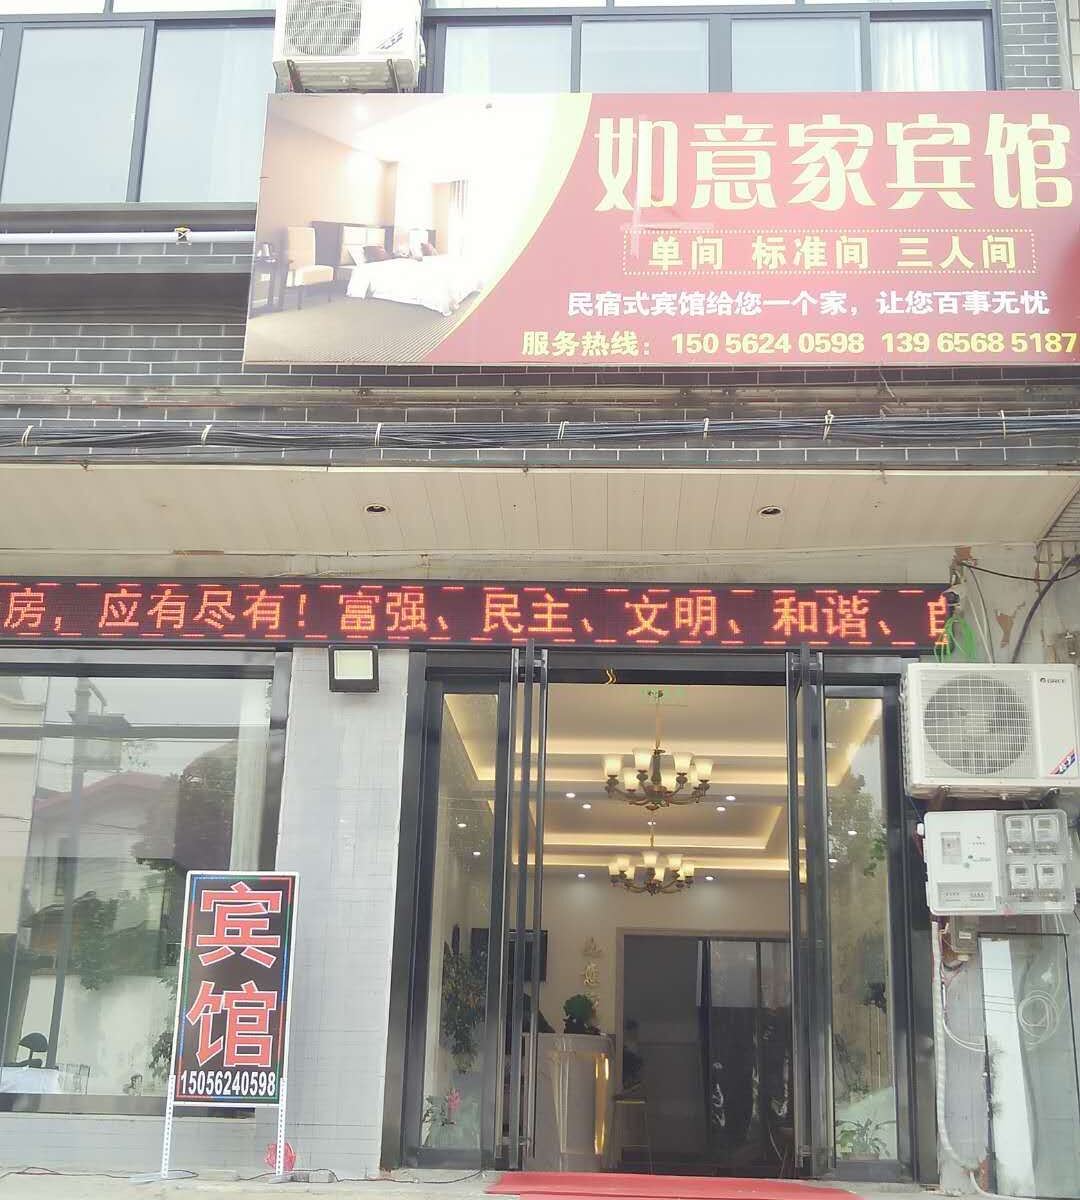 如意家宾馆
单间 标准间 三人间
民宿式宾馆给您一个家，让您百事无忧
服务热线： 150 5624 0598 139 6568 5187
房，应有尽有！富强、民主、文明、和谐、自
GREE
宾馆
15056240598